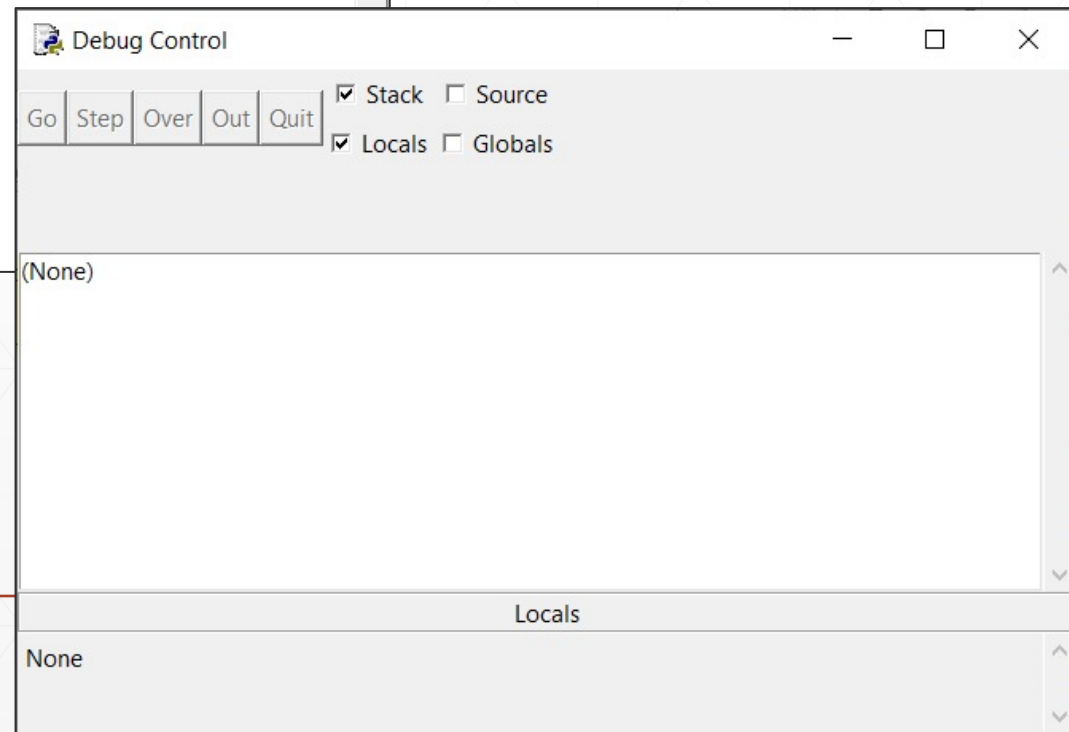 Debug Control
Go Step Over Out Quit
Stack Source
Locals Globals
(None)
Locals
None